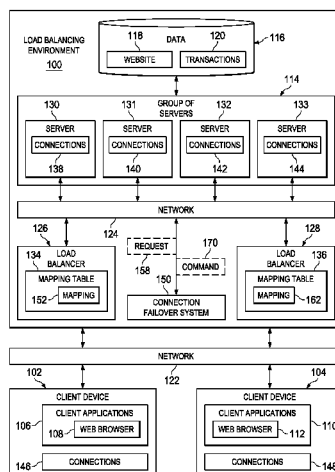 LOAD BALANCING
ENVIRONMENT
100
118
DATA
120
WEBSITE
TRANSACTIONS
116
114
GROUP OF
SERVERS
130
131
132
133
SERVER
SERVER
SERVER
SERVER
CONNECTIONS
CONNECTIONS
CONNECTIONS
CONNECTIONS
138
140
142
144
NETWORK
124
126
128
134
LOAD
BALANCER
MAPPING TABLE
152
MAPPING
REQUEST
158
170
COMMAND
150
CONNECTION
FAILOVER SYSTEM
LOAD
BALANCER
136
MAPPING TABLE
MAPPING
162
NETWORK
122
102
104
CLIENT DEVICE
CLIENT DEVICE
106
CLIENT APPLICATIONS
108
WEB BROWSER
CLIENT APPLICATIONS
WEB BROWSER
112
110
146
CONNECTIONS
CONNECTIONS